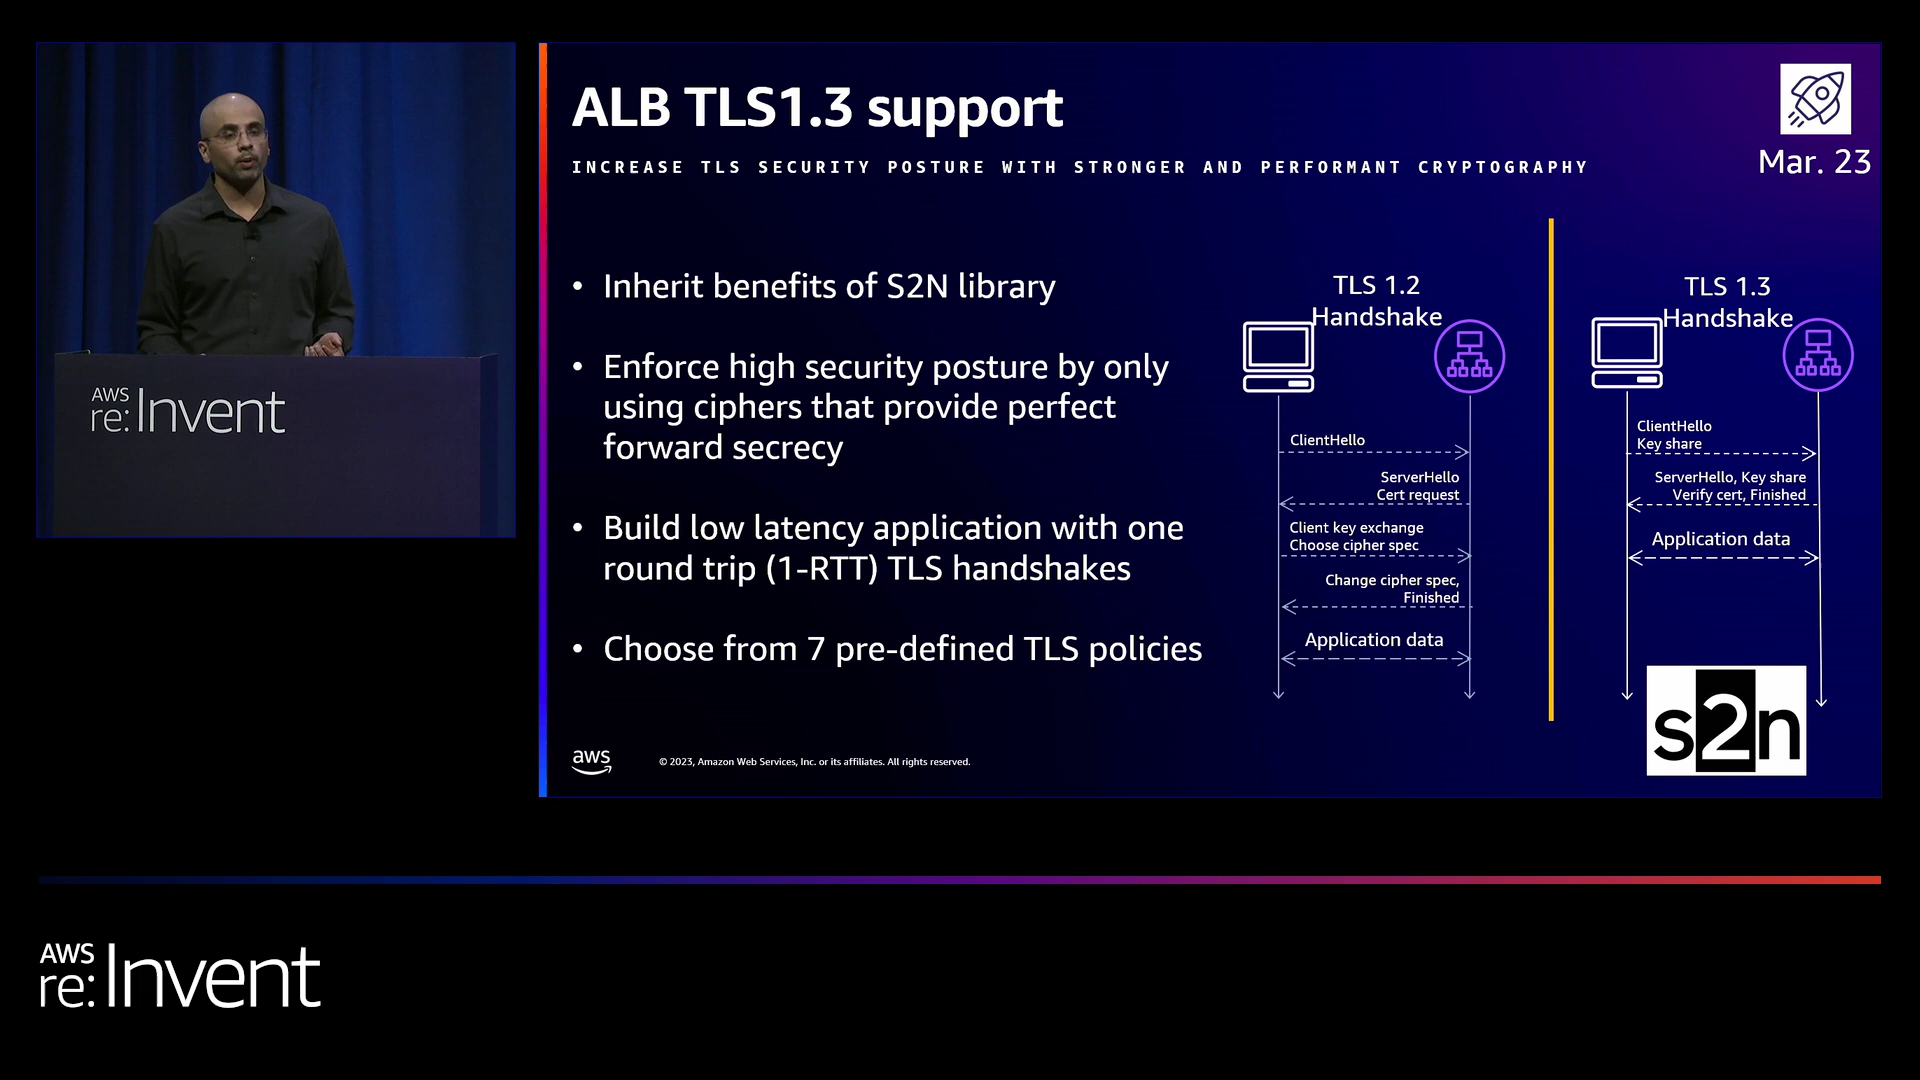 AWS
re:Invent
ALB TLS1.3 support
INCREASE TLS SECURITY POSTURE WITH STRONGER AND PERFORMANT CRYPTOGRAPHY
Mar. 23
• Inherit benefits of S2N library
• Enforce high security posture by only
using ciphers that provide perfect
forward secrecy
• Build low latency application with one
round trip (1-RTT) TLS handshakes
• Choose from 7 pre-defined TLS policies
TLS 1.2
Handshake
ClientHello
ServerHello
Cert request
Client key exchange
Choose cipher spec
Change cipher spec,
Finished
Application data
TLS 1.3
Handshake
ClientHello
Key share
ServerHello, Key share
Verify cert, Finished
Application data
s2n
aws
© 2023, Amazon Web Services, Inc. or its affiliates. All rights reserved.
AWS
re:Invent